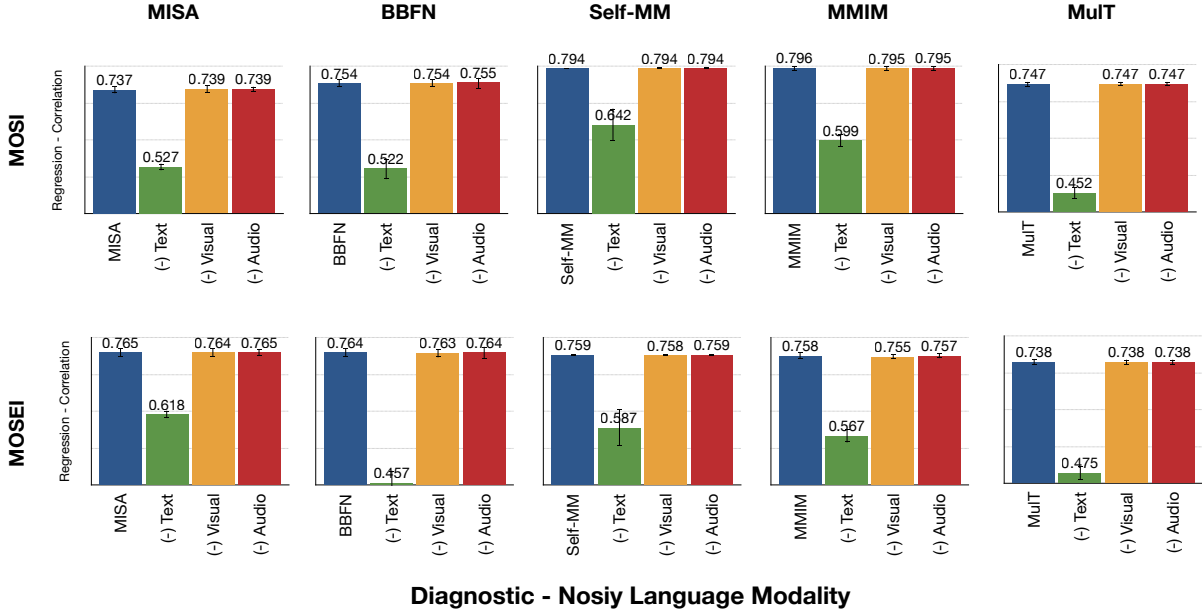 MISA BBFN Self-MM MMIM MulT
MOSI
Regression - Correlation
0.737 0.527 0.739 0.739
MISA (-) Text (-) Visual (-) Audio
0.754 0.522 0.754 0.755
BBFN (-) Text (-) Visual (-) Audio
0.794 0.642 0.794 0.794
Self-MM (-) Text (-) Visual (-) Audio
0.796 0.599 0.795 0.795
MMIM (-) Text (-) Visual (-) Audio
0.747 0.452 0.747 0.747
MulT (-) Text (-) Visual (-) Audio
MOSEI
Regression - Correlation
0.765 0.618 0.764 0.765
MISA (-) Text (-) Visual (-) Audio
0.764 0.457 0.763 0.764
BBFN (-) Text (-) Visual (-) Audio
0.759 0.587 0.758 0.759
Self-MM (-) Text (-) Visual (-) Audio
0.758 0.567 0.755 0.757
MMIM (-) Text (-) Visual (-) Audio
0.738 0.475 0.738 0.738
MulT (-) Text (-) Visual (-) Audio
Diagnostic - Nosiy Language Modality